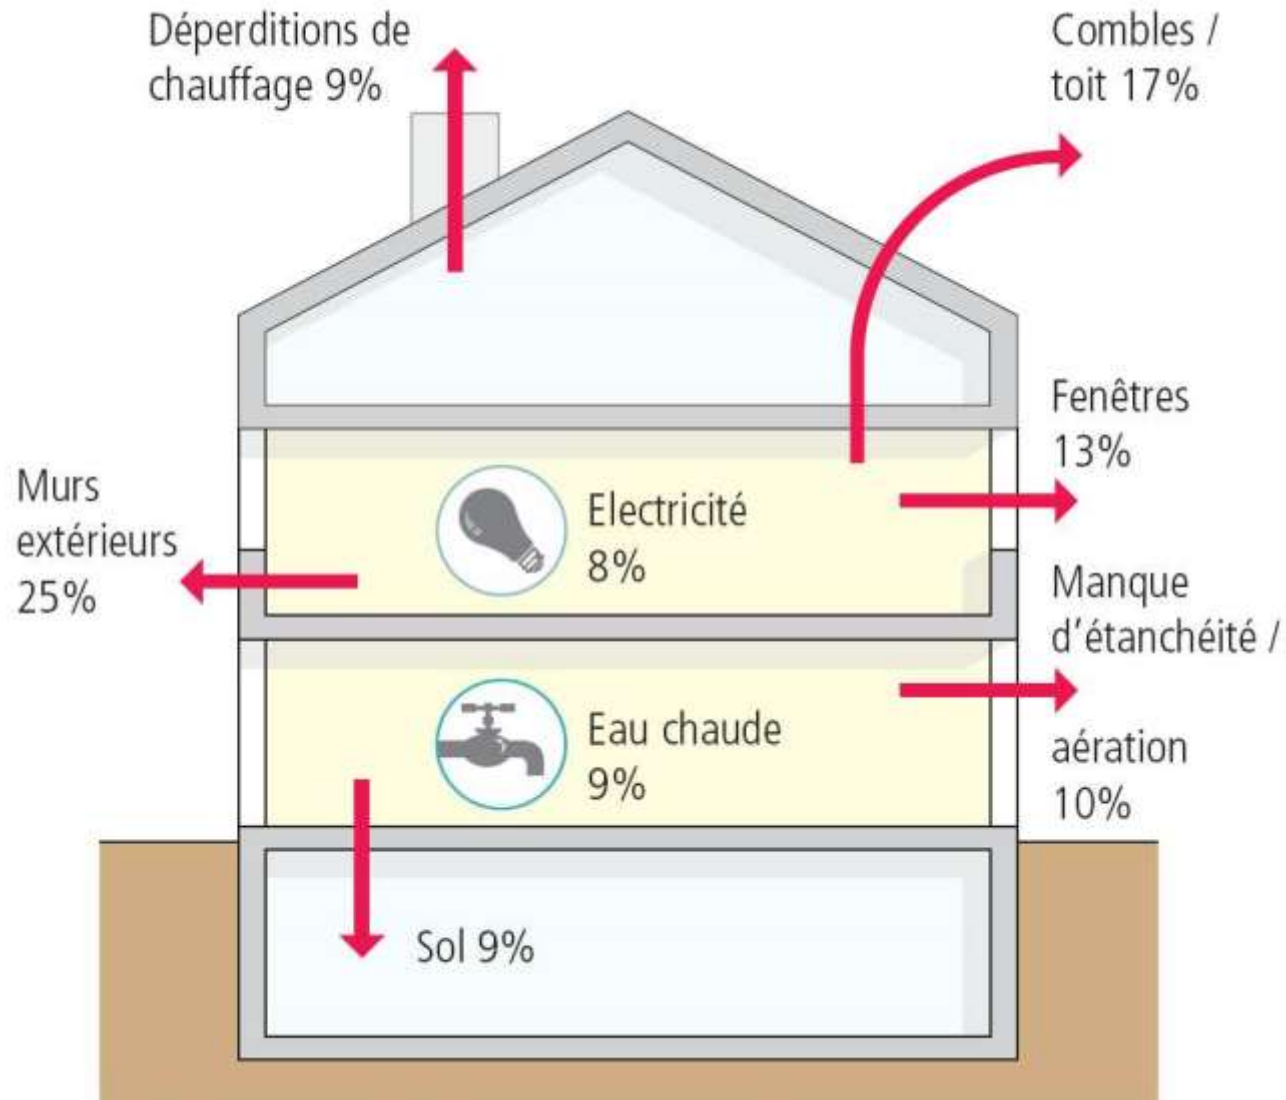 Déperditions de
chauffage 9%
Combles /
toit 17%
Fenêtres
13%
Murs
extérieurs
25%
Electricité
8%
Manque
d'étanchéité /
aération
10%
Eau chaude
9%
Sol 9%